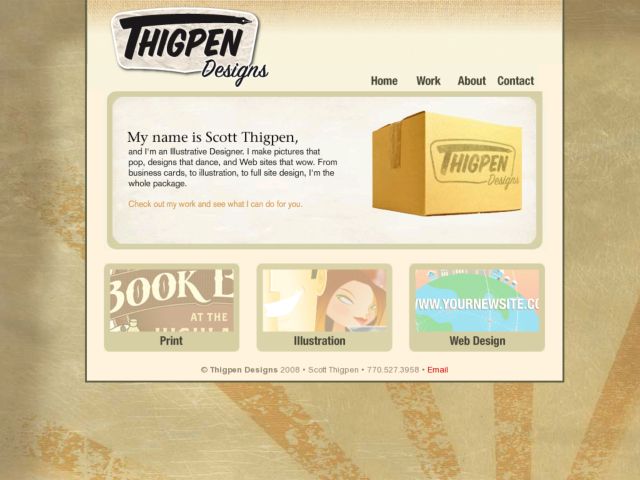 THIGPEN
Designs
Home Work About Contact
My name is Scott Thigpen,
and I'm an Illustrative Designer. I make pictures that
pop, designs that dance, and Web sites that wow. From
business cards, to illustration, to full site design, I'm the
whole package.
Check out my work and see what I can do for you.
THIGPEN
Designs
BOOK
AT THE
WWW.YOURNEWSITE.CO
Print Illustration Web Design
© Thigpen Designs 2008 • Scott Thigpen • 770.527.3958 • Email